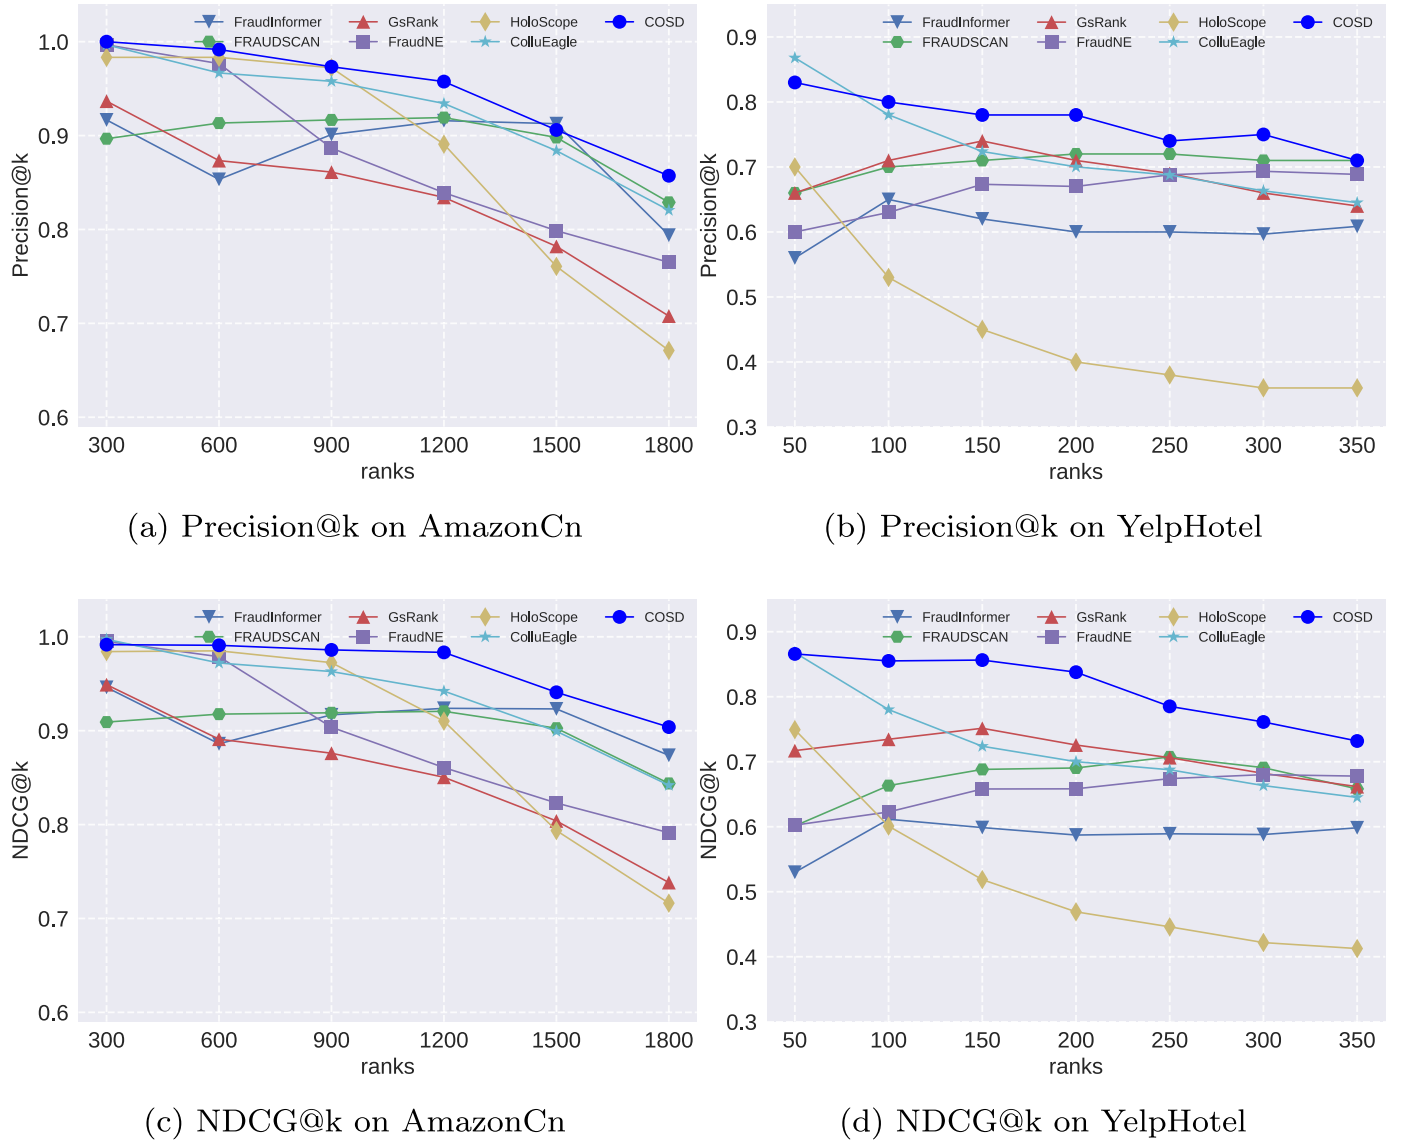 FraudInformer GsRank HoloScope COSD
FRAUDSCAN FraudNE ColluEagle
1.0
0.9
0.8
0.7
0.6
Precision@k
300 600 900 1200 1500 1800
ranks
(a) Precision@k on AmazonCn
FraudInformer GsRank HoloScope COSD
FRAUDSCAN FraudNE ColluEagle
0.9
0.8
0.7
0.6
0.5
0.4
0.3
Precision@k
50 100 150 200 250 300 350
ranks
(b) Precision@k on YelpHotel
FraudInformer GsRank HoloScope COSD
FRAUDSCAN FraudNE ColluEagle
1.0
0.9
0.8
0.7
0.6
NDCG@k
300 600 900 1200 1500 1800
ranks
(c) NDCG@k on AmazonCn
FraudInformer GsRank HoloScope COSD
FRAUDSCAN FraudNE ColluEagle
0.9
0.8
0.7
0.6
0.5
0.4
0.3
NDCG@k
50 100 150 200 250 300 350
ranks
(d) NDCG@k on YelpHotel